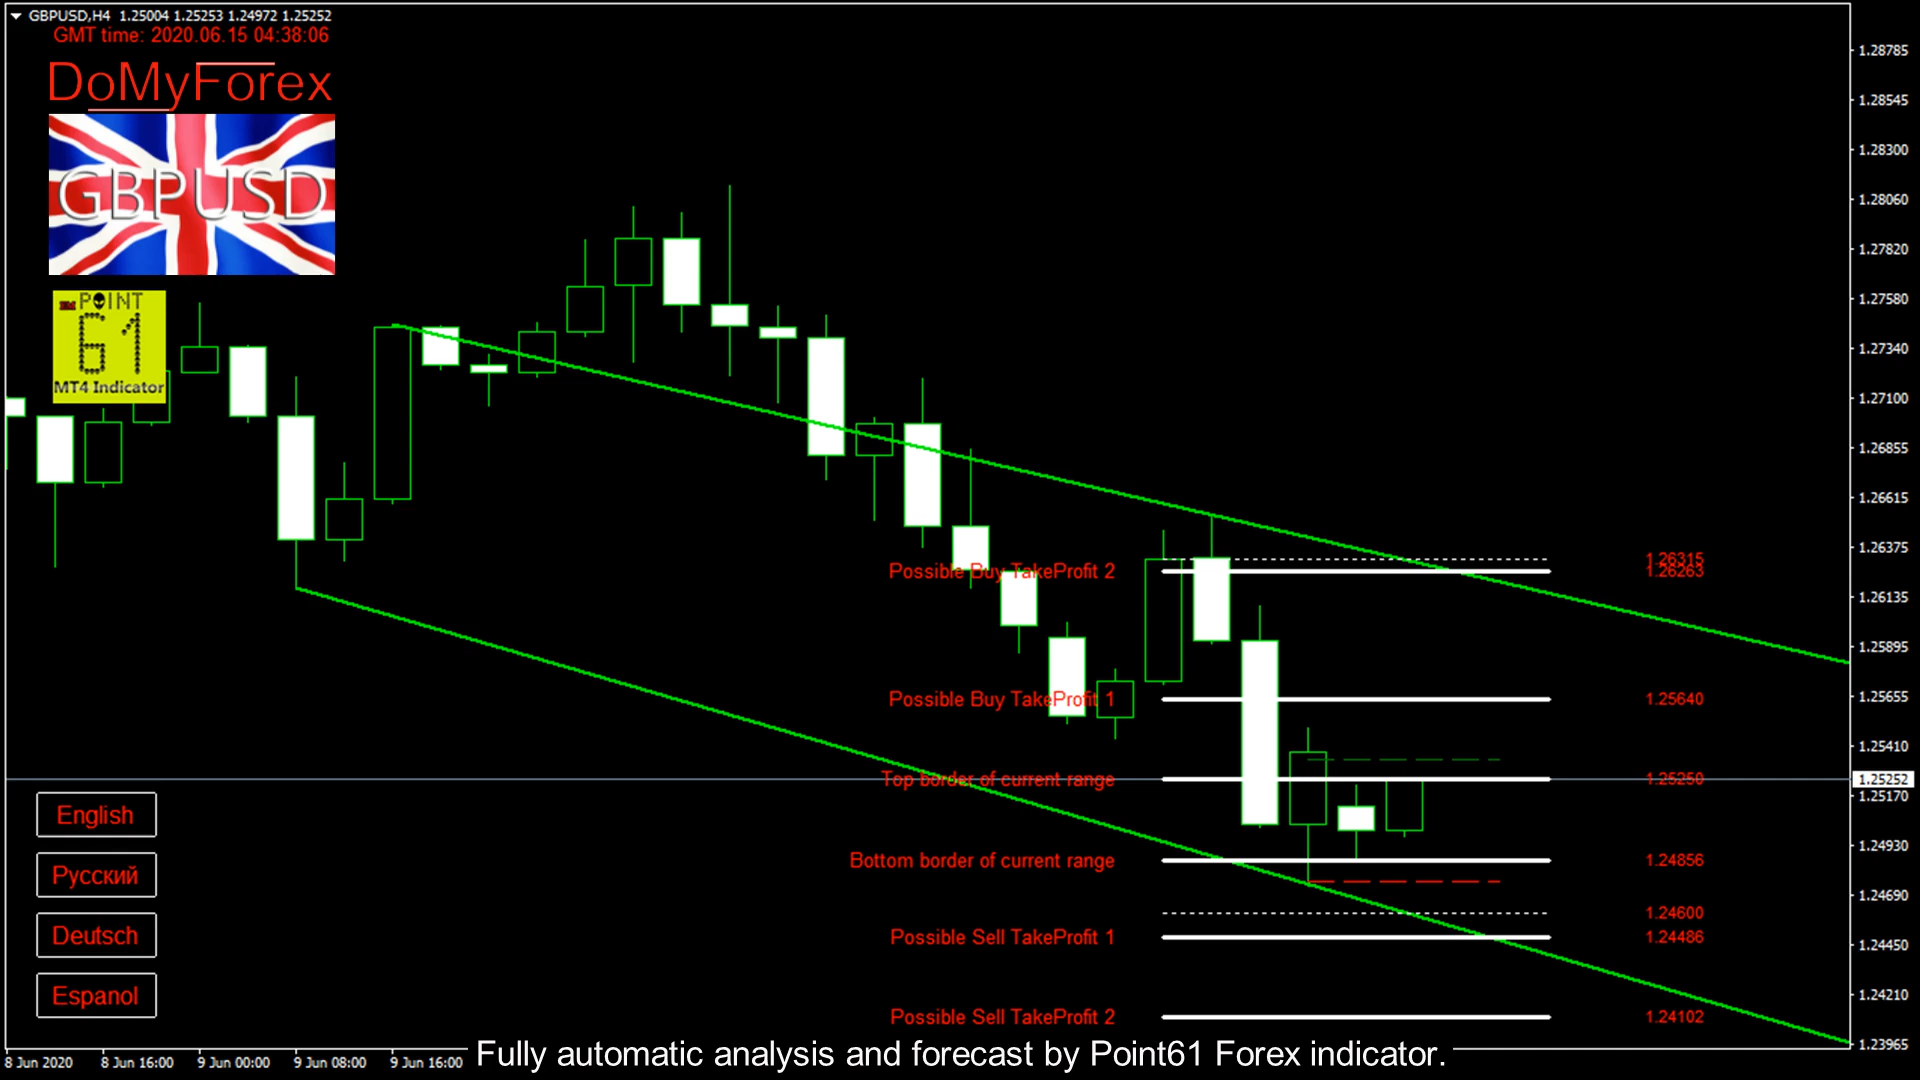 GBPUSD,H4 1.25004 1.25253 1.24972 1.25252
GMT time: 2020.06.15 04:38:06
DoMyForex
GBPUSD
POINT
61
MT4 Indicator
1.28785
1.28545
1.28300
1.28060
1.27820
1.27580
1.27340
1.27100
1.26855
1.26615
1.26375
1.26135
1.25895
1.25655
1.25410
1.25252
1.25170
1.24930
1.24690
1.24450
1.24210
1.23965
1.26315
Possible Buy TakeProfit 2 1.26263
Possible Buy TakeProfit 1 1.25640
Top border of current range 1.25250
Bottom border of current range 1.24856
1.24600
Possible Sell TakeProfit 1 1.24486
Possible Sell TakeProfit 2 1.24102
English
Русский
Deutsch
Espanol
8 Jun 2020 8 Jun 16:00 9 Jun 00:00 9 Jun 08:00 9 Jun 16:00
Fully automatic analysis and forecast by Point61 Forex indicator.